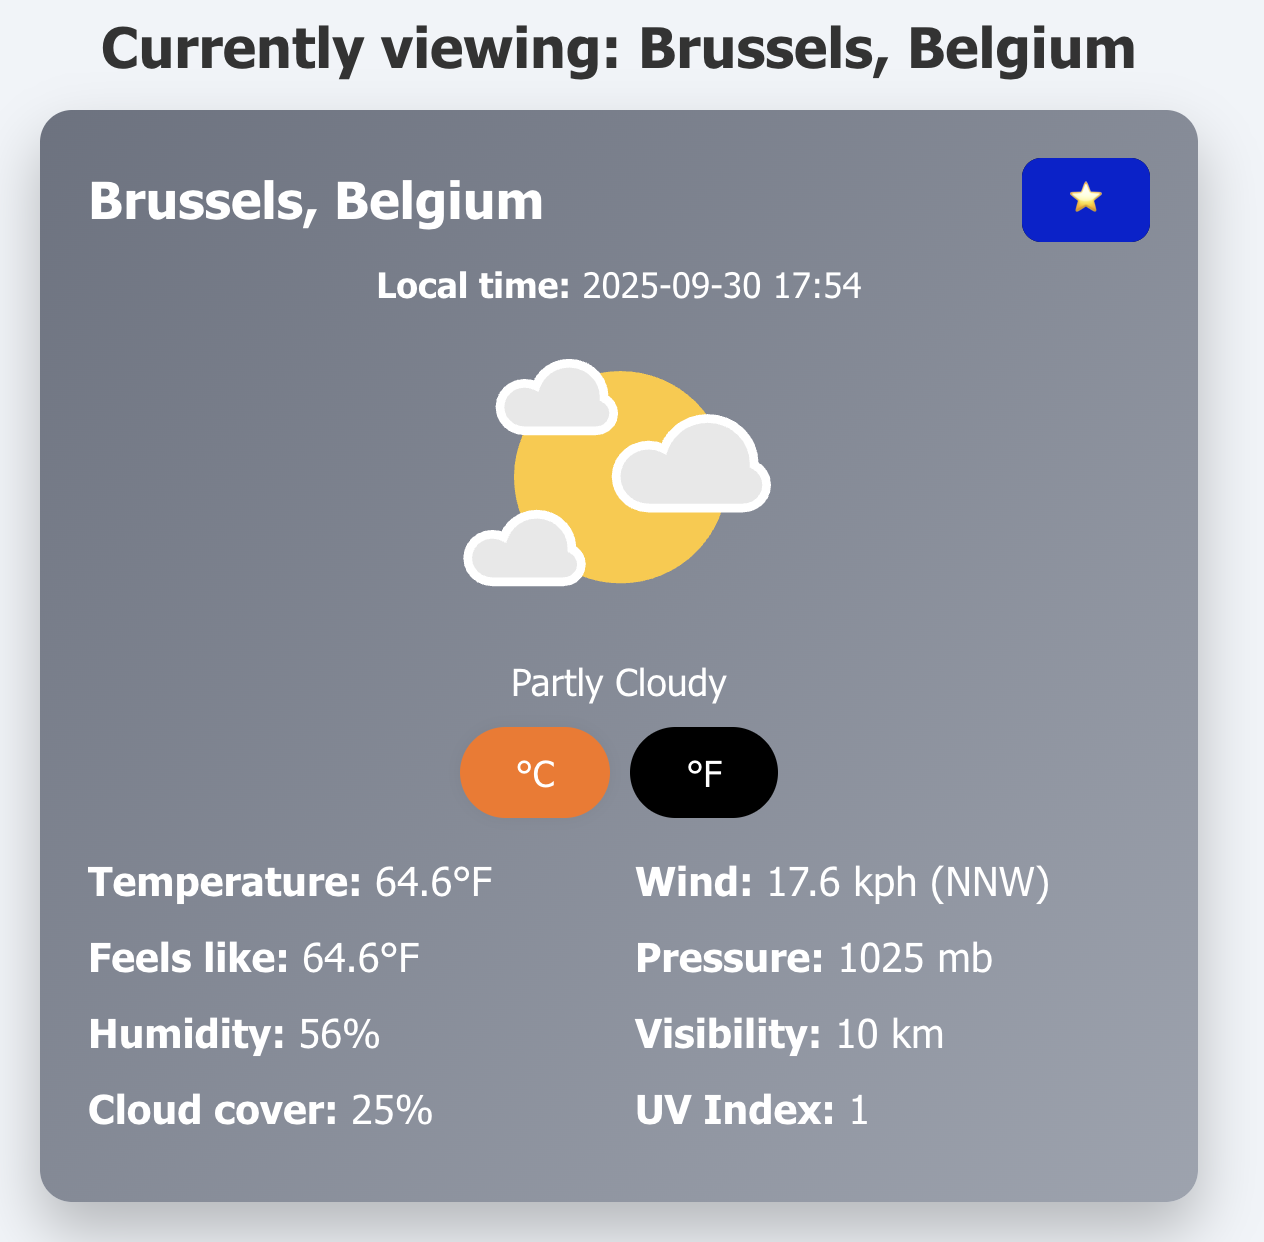 Currently viewing: Brussels, Belgium
Brussels, Belgium
Local time: 2025-09-30 17:54
Partly Cloudy
°C
°F
Temperature: 64.6°F
Wind: 17.6 kph (NNW)
Feels like: 64.6°F
Pressure: 1025 mb
Humidity: 56%
Visibility: 10 km
Cloud cover: 25%
UV Index: 1